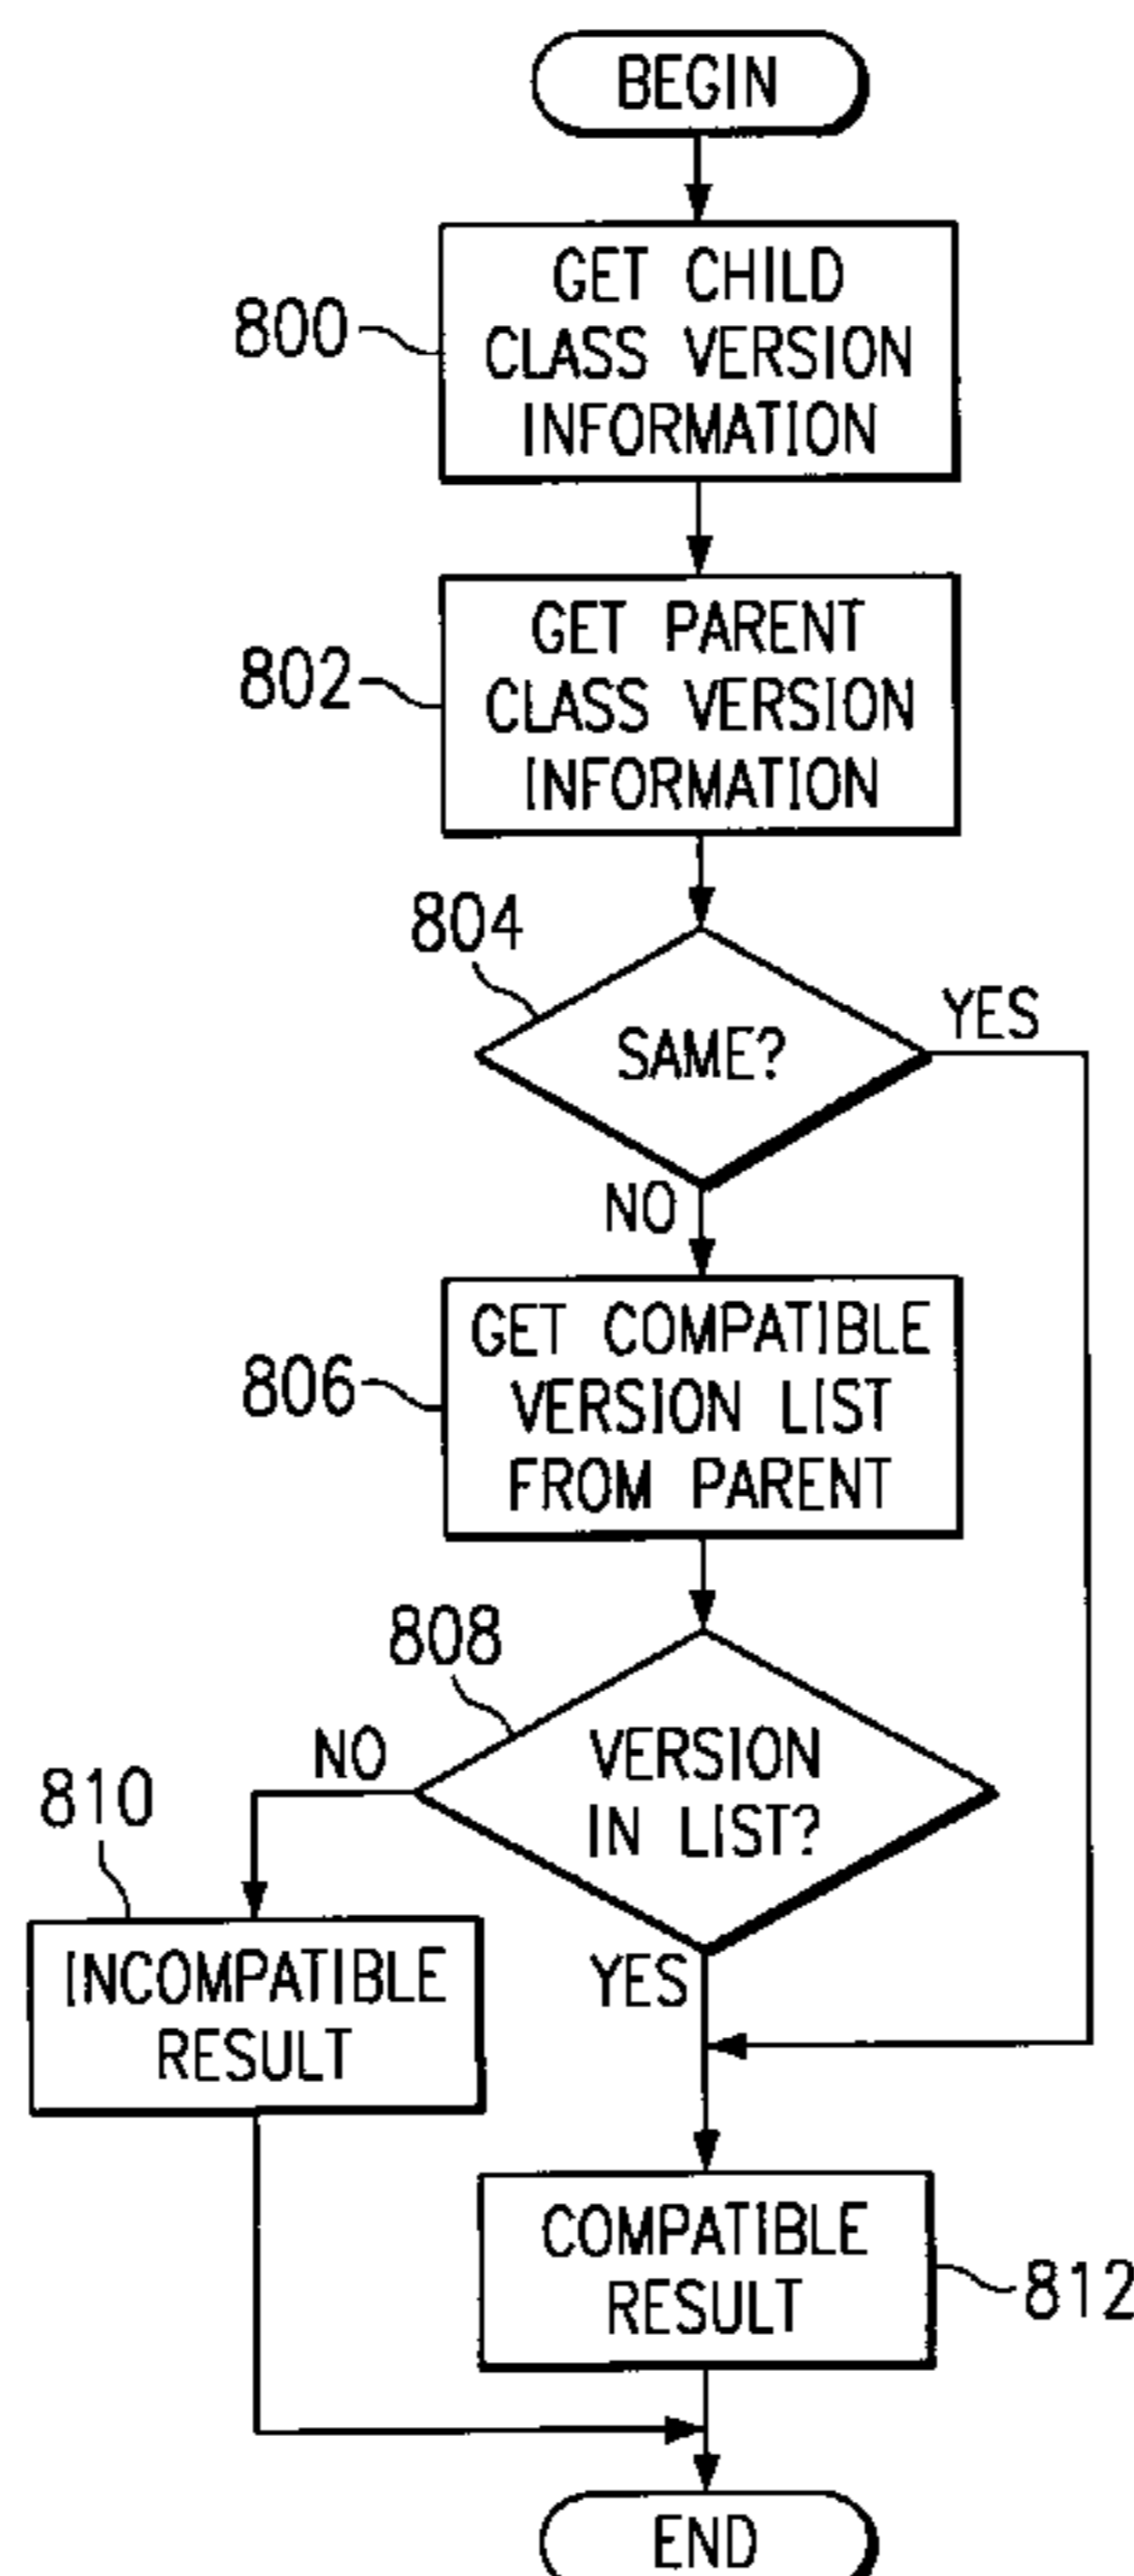 BEGIN
800
GET CHILD
CLASS VERSION
INFORMATION
802
GET PARENT
CLASS VERSION
INFORMATION
804
SAME?
YES
NO
806
GET COMPATIBLE
VERSION LIST
FROM PARENT
808
VERSION
IN LIST?
NO
YES
810
INCOMPATIBLE
RESULT
COMPATIBLE
RESULT
812
END